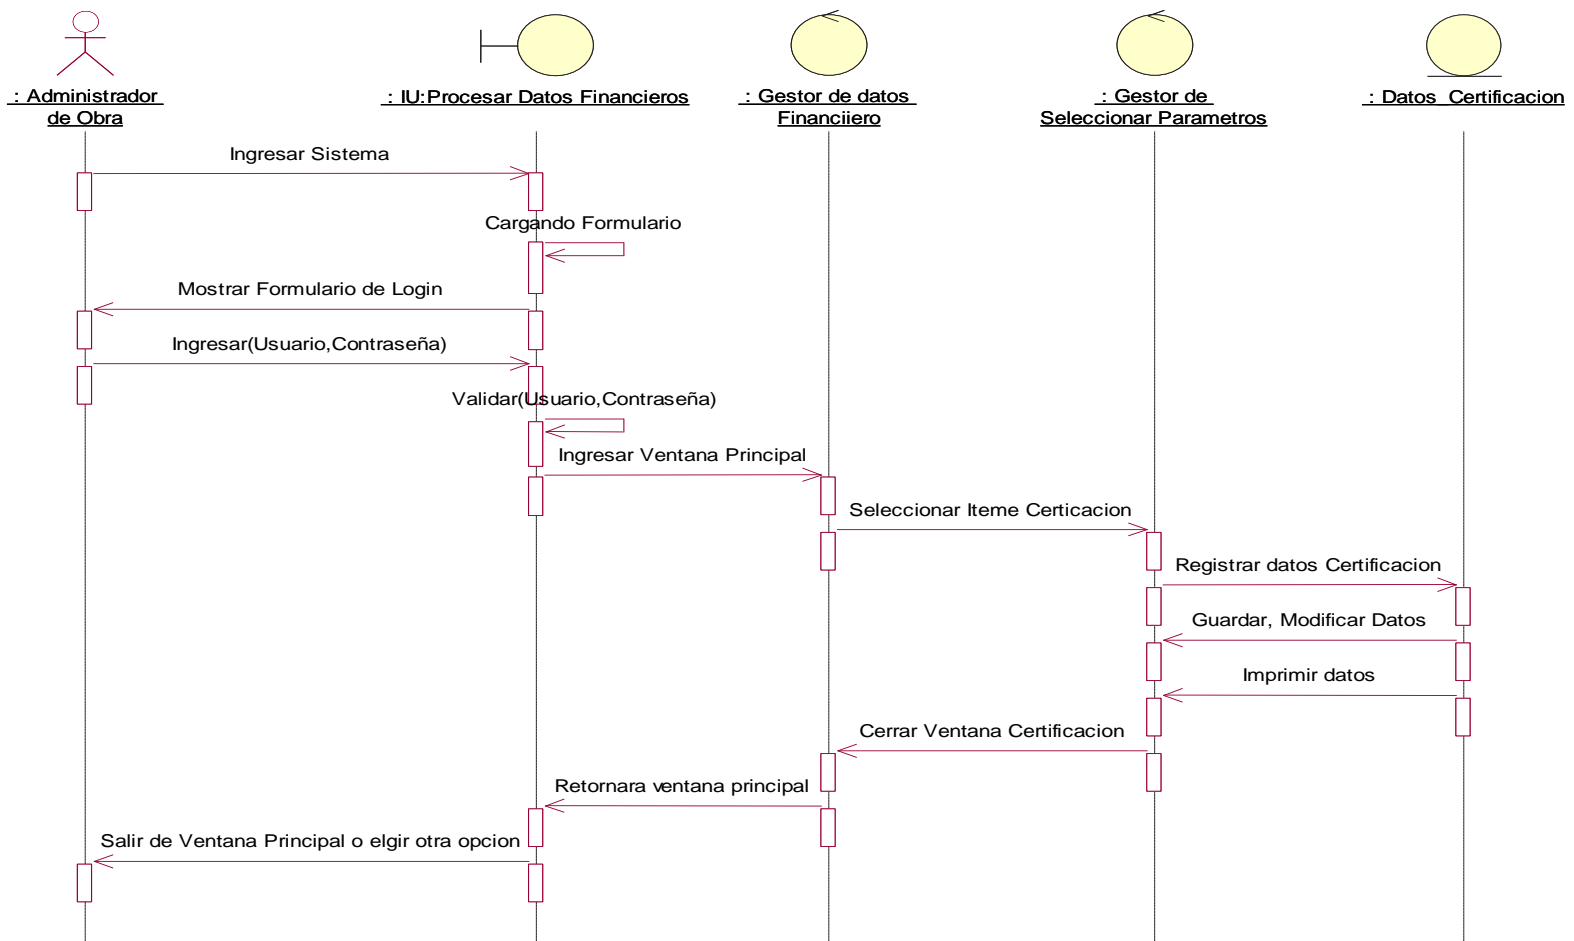 : Administrador
de Obra
: IU:Procesar Datos Financieros
: Gestor de datos
Financiiero
: Gestor de
Seleccionar Parametros
: Datos_Certificacion
Ingresar Sistema
Cargando Formulario
Mostrar Formulario de Login
Ingresar(Usuario,Contraseña)
Validar(Usuario,Contraseña)
Ingresar Ventana Principal
Seleccionar Iteme Certicacion
Registrar datos Certificacion
Guardar, Modificar Datos
Imprimir datos
Cerrar Ventana Certificacion
Retornara ventana principal
Salir de Ventana Principal o elgir otra opcion